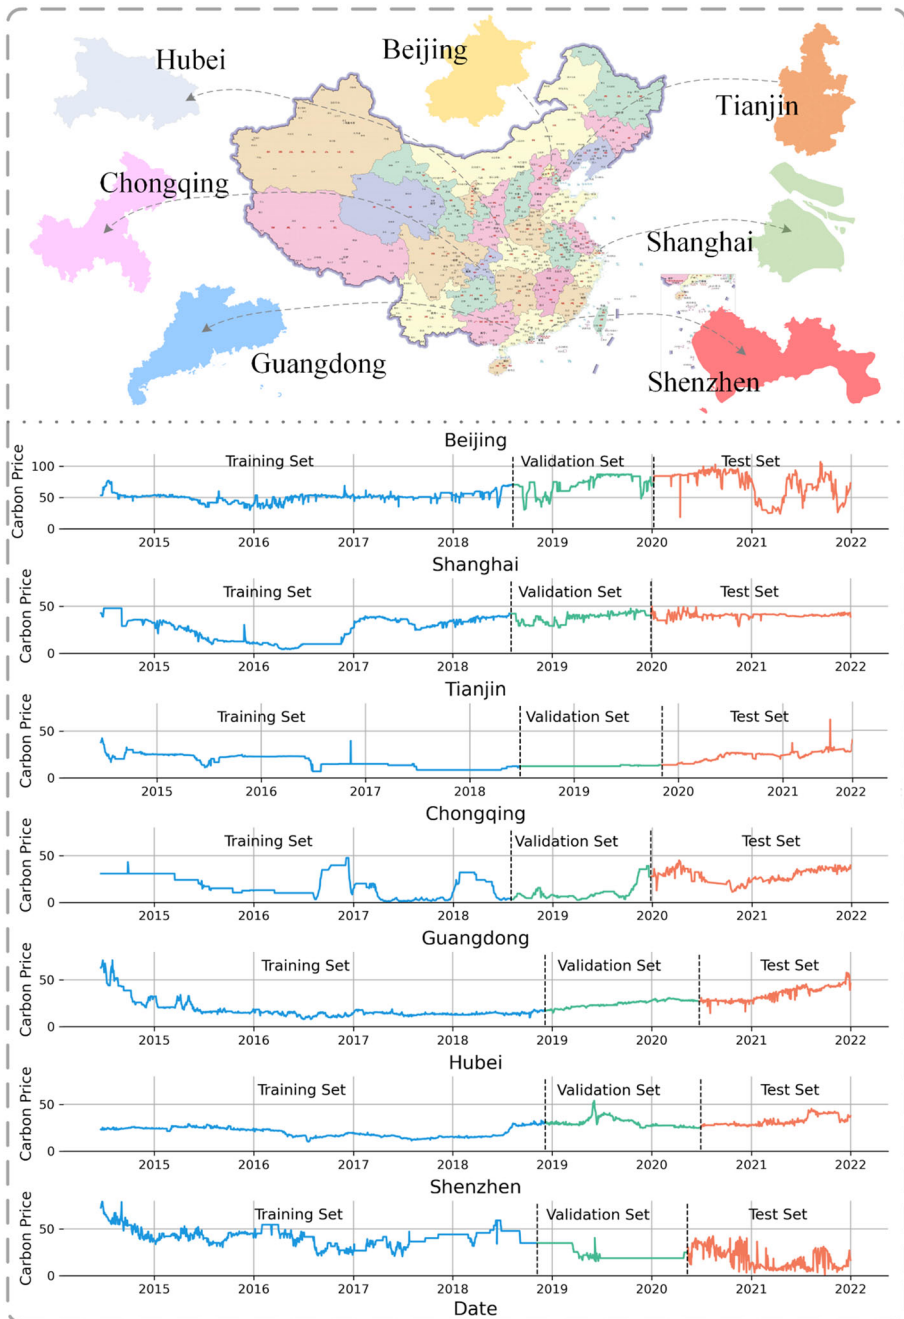 Hubei
Beijing
Tianjin
Chongqing
Shanghai
Guangdong
Shenzhen
Beijing
Carbon Price
100
50
0
Training Set
Validation Set
Test Set
2015 2016 2017 2018 2019 2020 2021 2022
Shanghai
Carbon Price
50
0
Training Set
Validation Set
Test Set
2015 2016 2017 2018 2019 2020 2021 2022
Tianjin
Carbon Price
50
0
Training Set
Validation Set
Test Set
2015 2016 2017 2018 2019 2020 2021 2022
Chongqing
Carbon Price
50
0
Training Set
Validation Set
Test Set
2015 2016 2017 2018 2019 2020 2021 2022
Guangdong
Carbon Price
50
0
Training Set
Validation Set
Test Set
2015 2016 2017 2018 2019 2020 2021 2022
Hubei
Carbon Price
50
0
Training Set
Validation Set
Test Set
2015 2016 2017 2018 2019 2020 2021 2022
Shenzhen
Carbon Price
50
0
Training Set
Validation Set
Test Set
2015 2016 2017 2018 2019 2020 2021 2022
Date